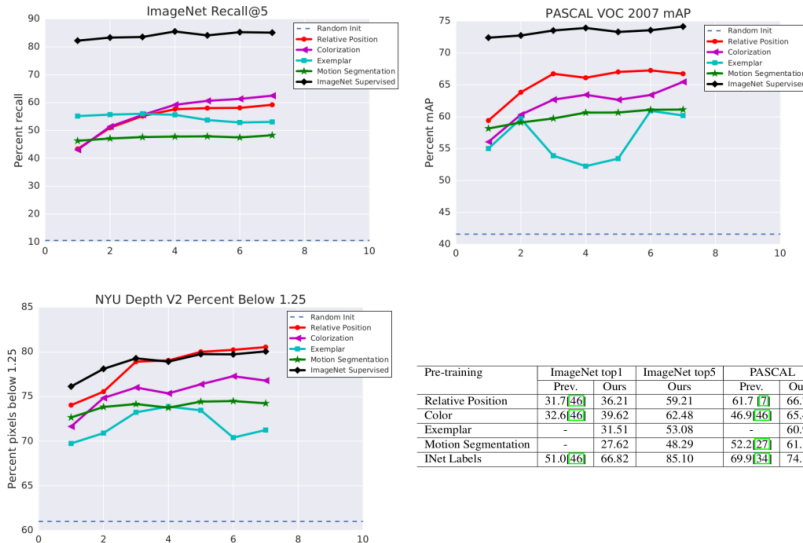 ImageNet Recall@5
90
80
70
60
50
40
30
20
10
0 2 4 6 8 10
Percent recall
Random Init
Relative Position
Colorization
Exemplar
Motion Segmentation
ImageNet Supervised
PASCAL VOC 2007 mAP
75
70
65
60
55
50
45
40
0 2 4 6 8 10
Percent mAP
Random Init
Relative Position
Colorization
Exemplar
Motion Segmentation
ImageNet Supervised
NYU Depth V2 Percent Below 1.25
85
80
75
70
65
60
0 2 4 6 8 10
Percent pixels below 1.25
Random Init
Relative Position
Colorization
Exemplar
Motion Segmentation
ImageNet Supervised
Pre-training ImageNet top1 ImageNet top5 PASCAL
Prev. Ours Ours Prev.
Relative Position 31.7[46] 36.21 59.21 61.7 [7]
Color 32.6[46] 39.62 62.48 46.9[46]
Exemplar - 31.51 53.08 -
Motion Segmentation - 27.62 48.29 52.2[27]
INet Labels 51.0[46] 66.82 85.10 69.9[34]